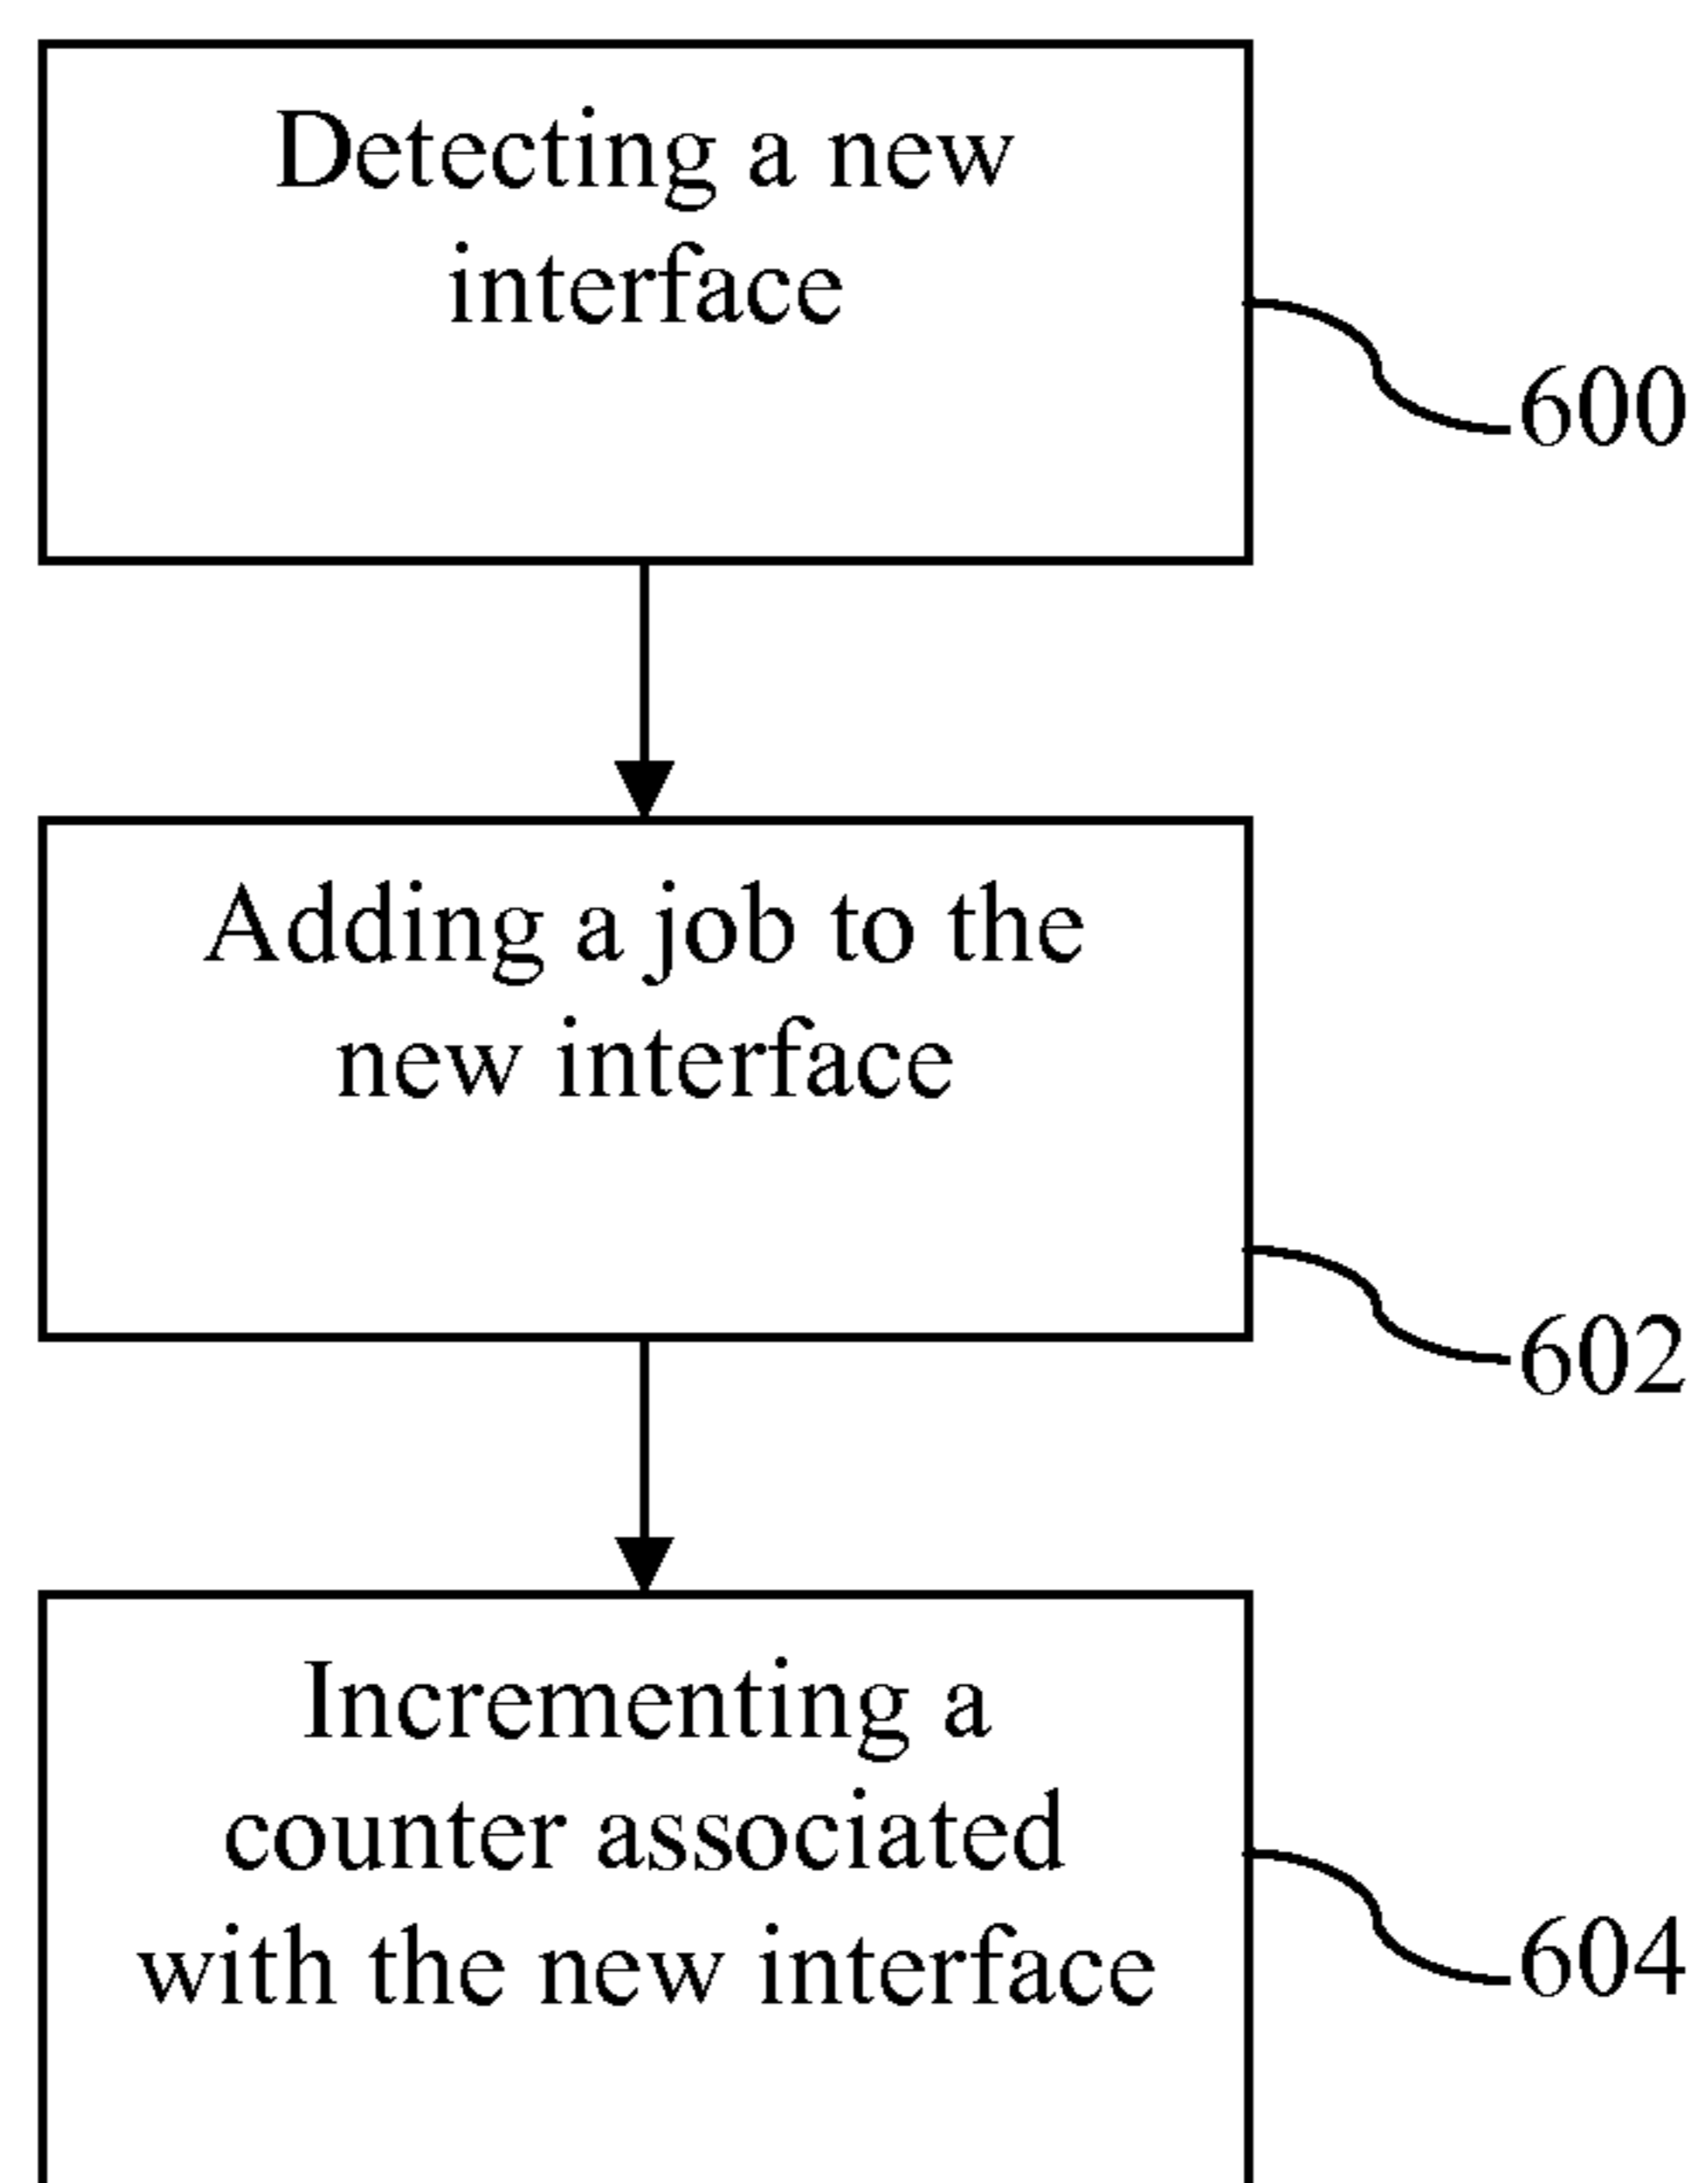 Detecting a new
interface
600
Adding a job to the
new interface
602
Incrementing a
counter associated
with the new interface
604